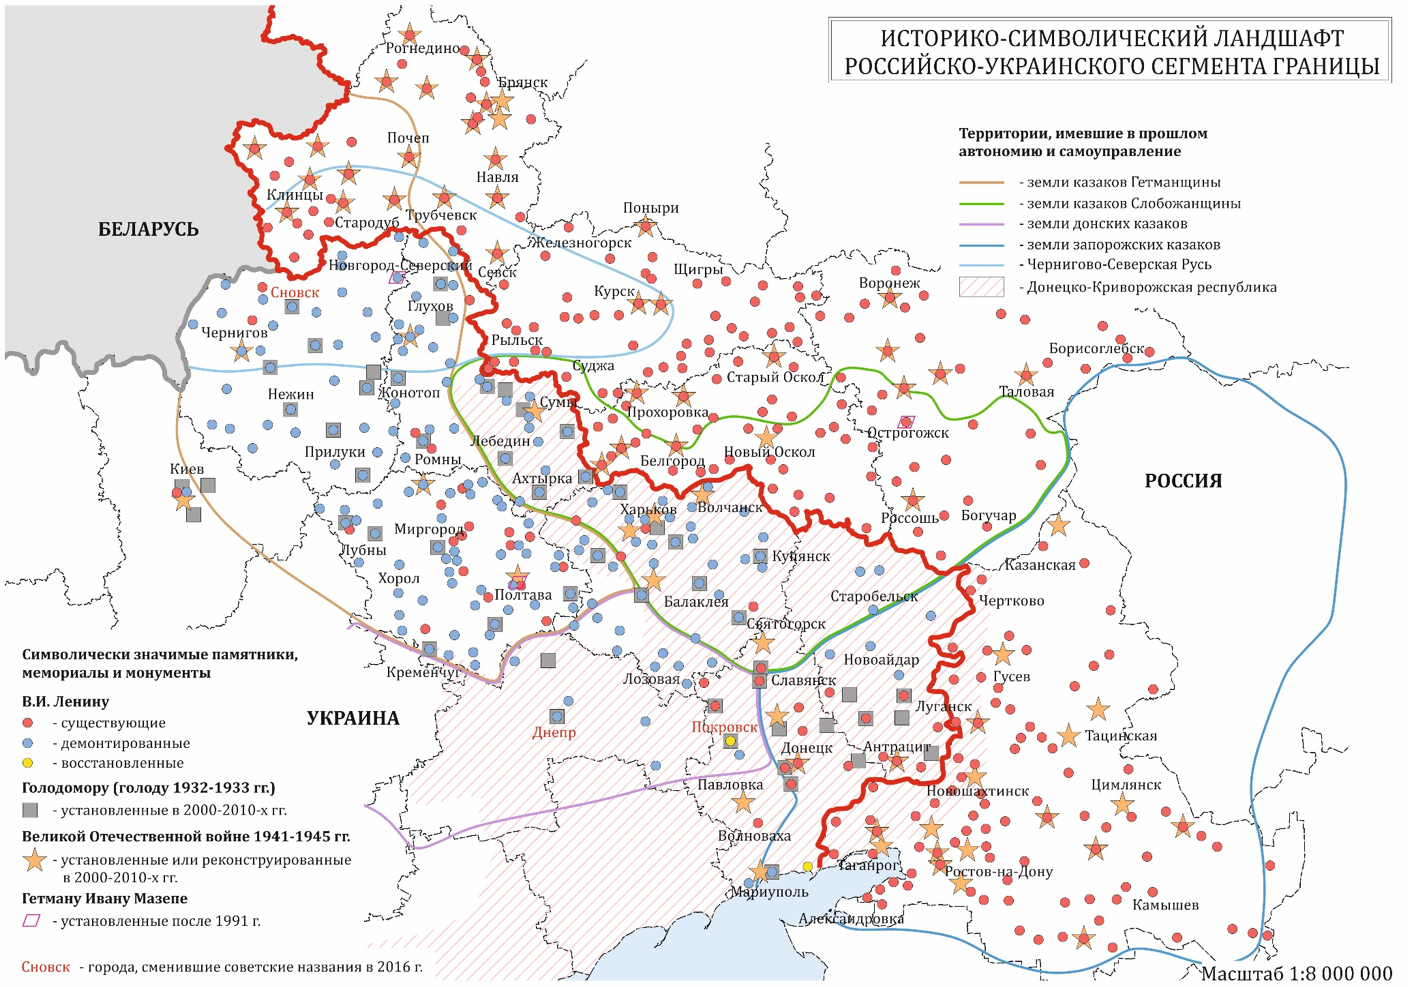 ИСТОРИКО-СИМВОЛИЧЕСКИЙ ЛАНДШАФТ
РОССИЙСКО-УКРАИНСКОГО СЕГМЕНТА ГРАНИЦЫ
Территории, имевшие в прошлом
автономию и самоуправление
- земли казаков Гетманщины
- земли казаков Слобожанщины
- земли донских казаков
- земли запорожских казаков
- Чернигово-Северская Русь
- Донецко-Криворожская республика
Рогнедино
Брянск
Почеп
Навля
Клинцы
Стародуб
Трубчевск
Поныри
БЕЛАРУСЬ
Железногорск
Новгород-Северский
Севск
Щигры
Воронеж
Сновск
Курск
Глухов
Чернигов
Рыльск
Борисоглебск
Суджа
Старый Оскол
Таловая
Нежин
Конотоп
Сумы
Прохоровка
Острогожск
Лебедин
Прилуки
Ромны
Белгород
Новый Оскол
Киев
Ахтырка
РОССИЯ
Харьков
Волчанск
Россошь
Богучар
Миргород
Лубны
Купянск
Казанская
Хорол
Полтава
Балаклея
Старобельск
Чертково
Святогорск
Кременчуг
Лозовая
Славянск
Новоайдар
Гусев
УКРАИНА
Днепр
Покровск
Луганск
Тацинская
Донецк
Антрацит
Павловка
Новошахтинск
Цимлянск
Волноваха
Таганрог
Ростов-на-Дону
Мариуполь
Александровка
Камышев
Символически значимые памятники,
мемориалы и монументы
В.И. Ленину
- существующие
- демонтированные
- восстановленные
Голодомору (голоду 1932-1933 гг.)
- установленные в 2000-2010-х гг.
Великой Отечественной войне 1941-1945 гг.
- установленные или реконструированные
в 2000-2010-х гг.
Гетману Ивану Мазепе
- установленные после 1991 г.
Сновск - города, сменившие советские названия в 2016 г.
Масштаб 1:8 000 000